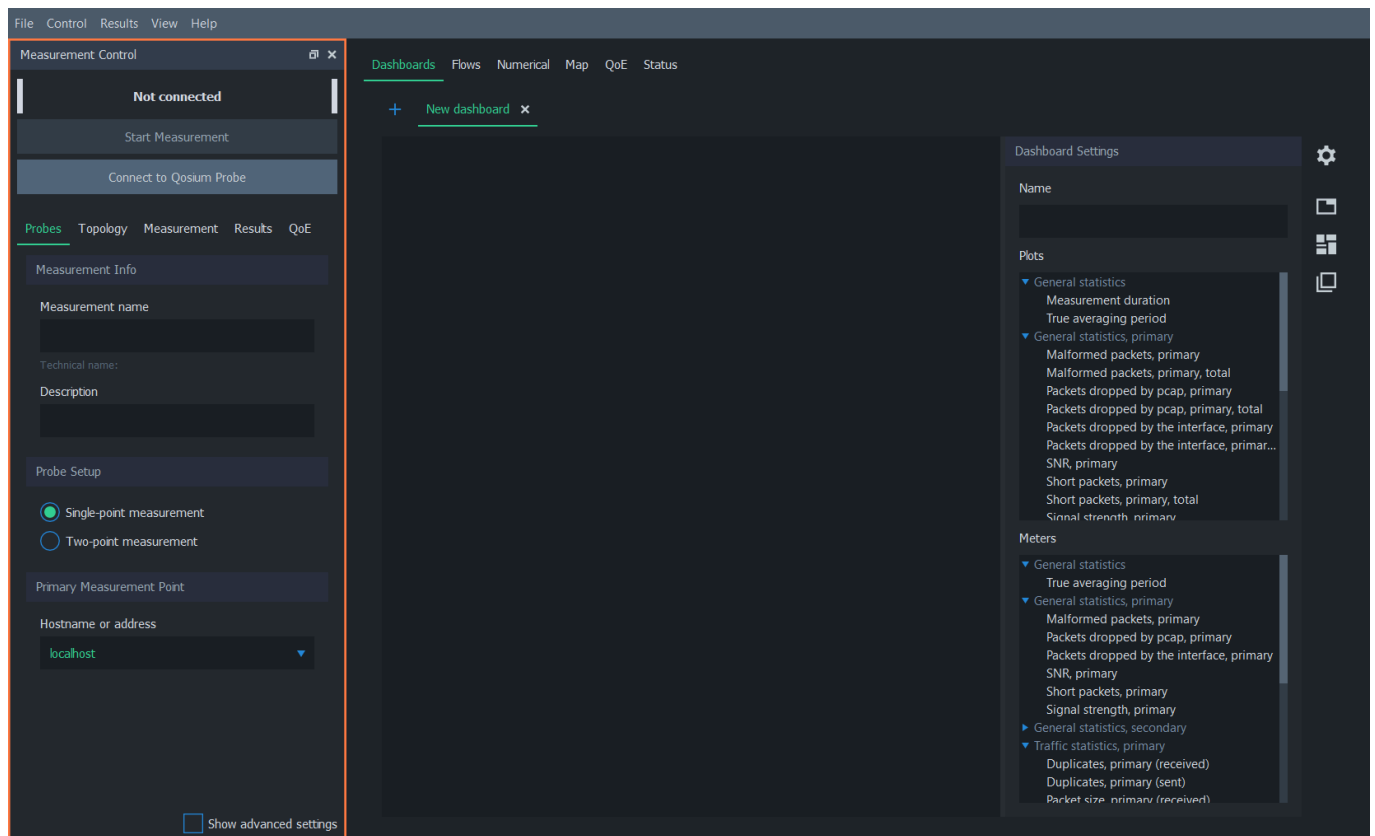 File Control Results View Help
Measurement Control
Not connected
Start Measurement
Connect to Qosium Probe
Probes Topology Measurement Results QoE
Measurement Info
Measurement name
Technical name:
Description
Probe Setup
Single-point measurement
Two-point measurement
Primary Measurement Point
Hostname or address
localhost
Show advanced settings
Dashboards Flows Numerical Map QoE Status
New dashboard
Dashboard Settings
Name
Plots
General statistics
Measurement duration
True averaging period
General statistics, primary
Malformed packets, primary
Malformed packets, primary, total
Packets dropped by pcap, primary
Packets dropped by pcap, primary, total
Packets dropped by the interface, primary
Packets dropped by the interface, primar...
SNR, primary
Short packets, primary
Short packets, primary, total
Signal strength, primary
Meters
General statistics
True averaging period
General statistics, primary
Malformed packets, primary
Packets dropped by pcap, primary
Packets dropped by the interface, primary
SNR, primary
Short packets, primary
Signal strength, primary
General statistics, secondary
Traffic statistics, primary
Duplicates, primary (received)
Duplicates, primary (sent)
Packet size, primary (received)